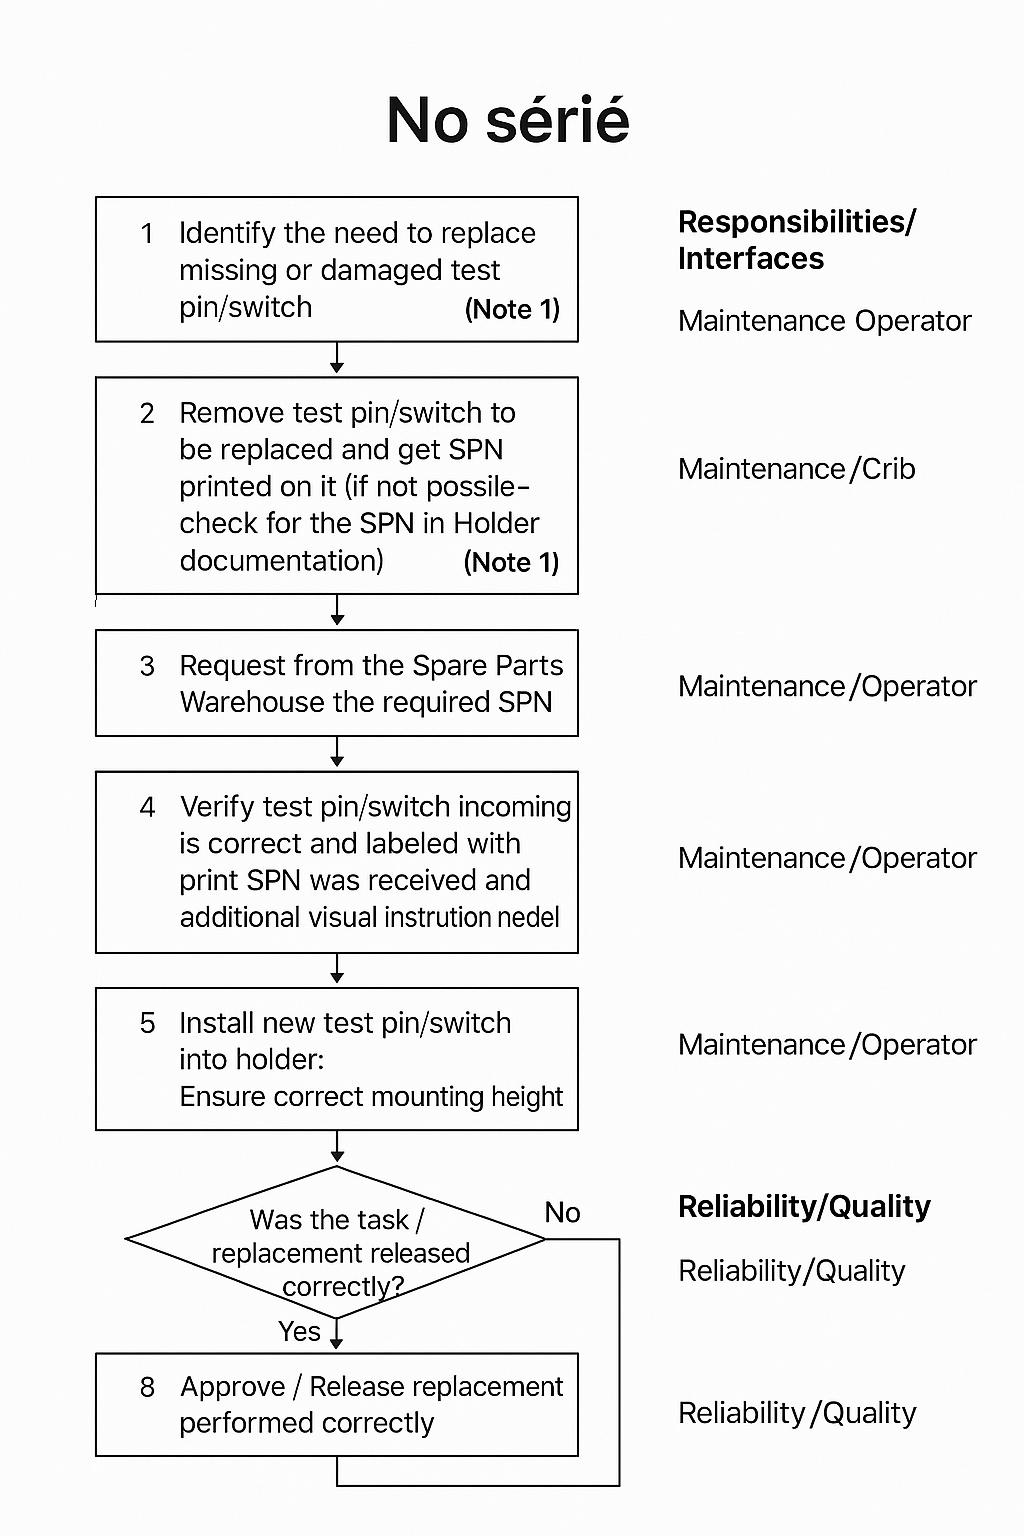 No sérié
1 Identify the need to replace
missing or damaged test
pin/switch (Note 1)
Responsibilities/
Interfaces
Maintenance Operator
2 Remove test pin/switch to
be replaced and get SPN
printed on it (if not possile-
check for the SPN in Holder
documentation) (Note 1)
Maintenance/Crib
3 Request from the Spare Parts
Warehouse the required SPN
Maintenance/Operator
4 Verify test pin/switch incoming
is correct and labeled with
print SPN was received and
additional visual instrution nedel
Maintenance/Operator
5 Install new test pin/switch
into holder:
Ensure correct mounting height
Maintenance/Operator
Was the task /
replacement released
correctly?
No
Yes
Reliability/Quality
Reliability/Quality
8 Approve / Release replacement
performed correctly
Reliability/Quality